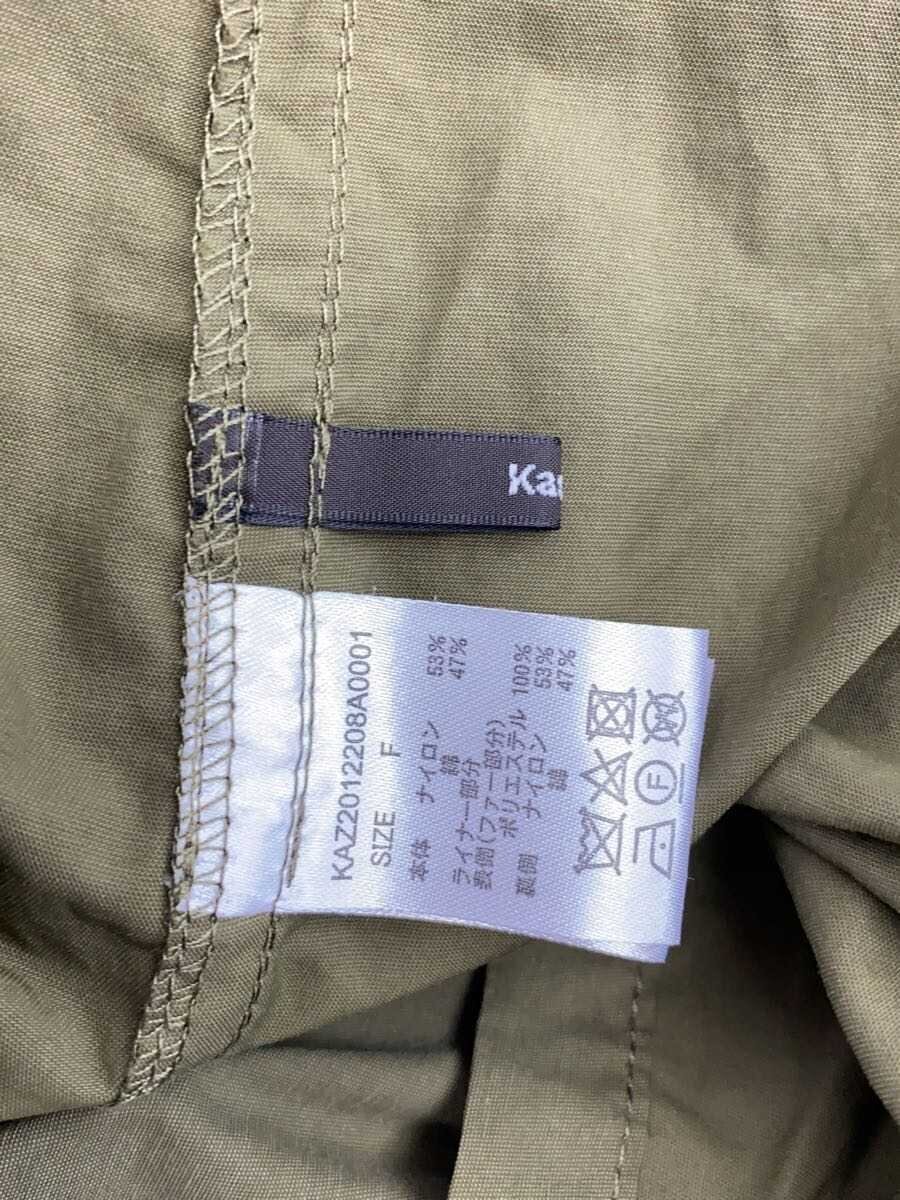 Ka
KAZ2012208A0001
SIZE F
本体 ナイロン 53%
綿 47%
ライナー部分
表側(ファー部分)
ポリエステル 100%
裏側 ナイロン 53%
綿 47%
W
F